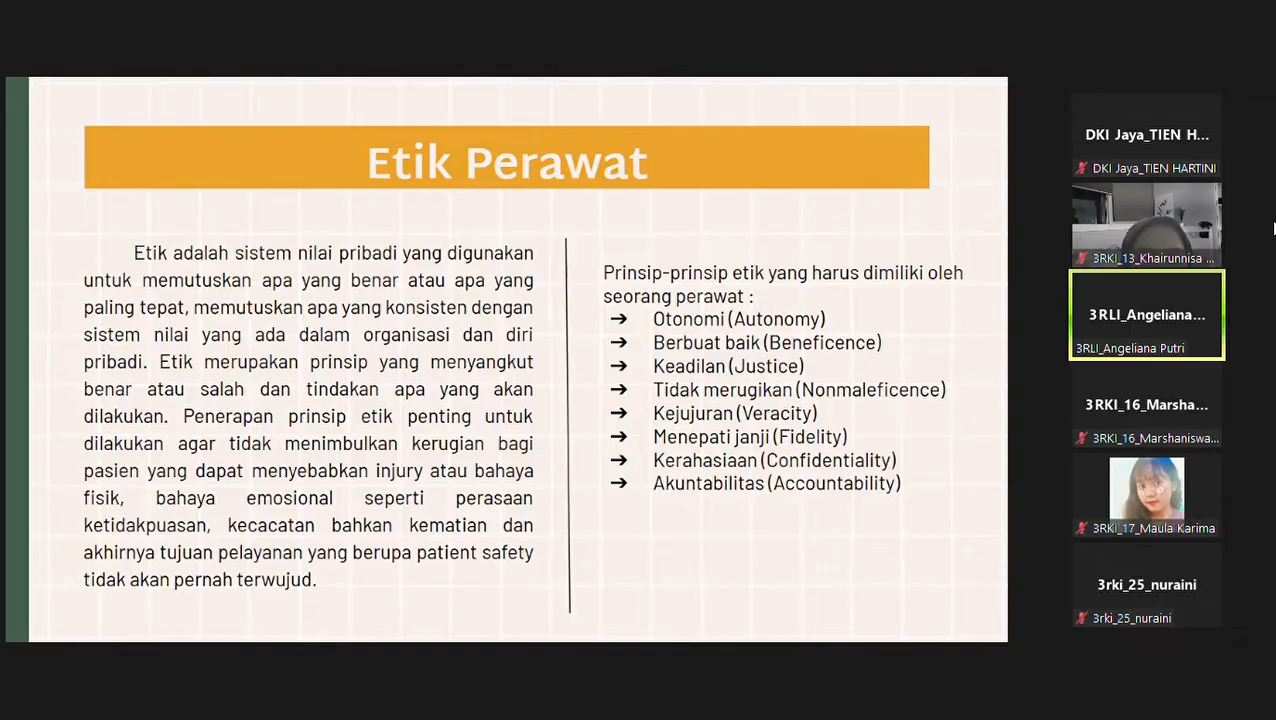 Etik Perawat
Etik adalah sistem nilai pribadi yang digunakan
untuk memutuskan apa yang benar atau apa yang
paling tepat, memutuskan apa yang konsisten dengan
sistem nilai yang ada dalam organisasi dan diri
pribadi. Etik merupakan prinsip yang menyangkut
benar atau salah dan tindakan apa yang akan
dilakukan. Penerapan prinsip etik penting untuk
dilakukan agar tidak menimbulkan kerugian bagi
pasien yang dapat menyebabkan injury atau bahaya
fisik, bahaya emosional seperti perasaan
ketidakpuasan, kecacatan bahkan kematian dan
akhirnya tujuan pelayanan yang berupa patient safety
tidak akan pernah terwujud.
Prinsip-prinsip etik yang harus dimiliki oleh
seorang perawat :
➔ Otonomi (Autonomy)
➔ Berbuat baik (Beneficence)
➔ Keadilan (Justice)
➔ Tidak merugikan (Nonmaleficence)
➔ Kejujuran (Veracity)
➔ Menepati janji (Fidelity)
➔ Kerahasiaan (Confidentiality)
➔ Akuntabilitas (Accountability)
DKI Jaya_TIEN H...
DKI Jaya_TIEN HARTINI
3RKI_13_Khairunnisa ...
3RLI_Angeliana...
3RLI_Angeliana Putri
3RKI_16_Marsha...
3RKI_16_Marshaniswa...
3RKI_17_Maula Karima
3rki_25_nuraini
3rki_25_nuraini